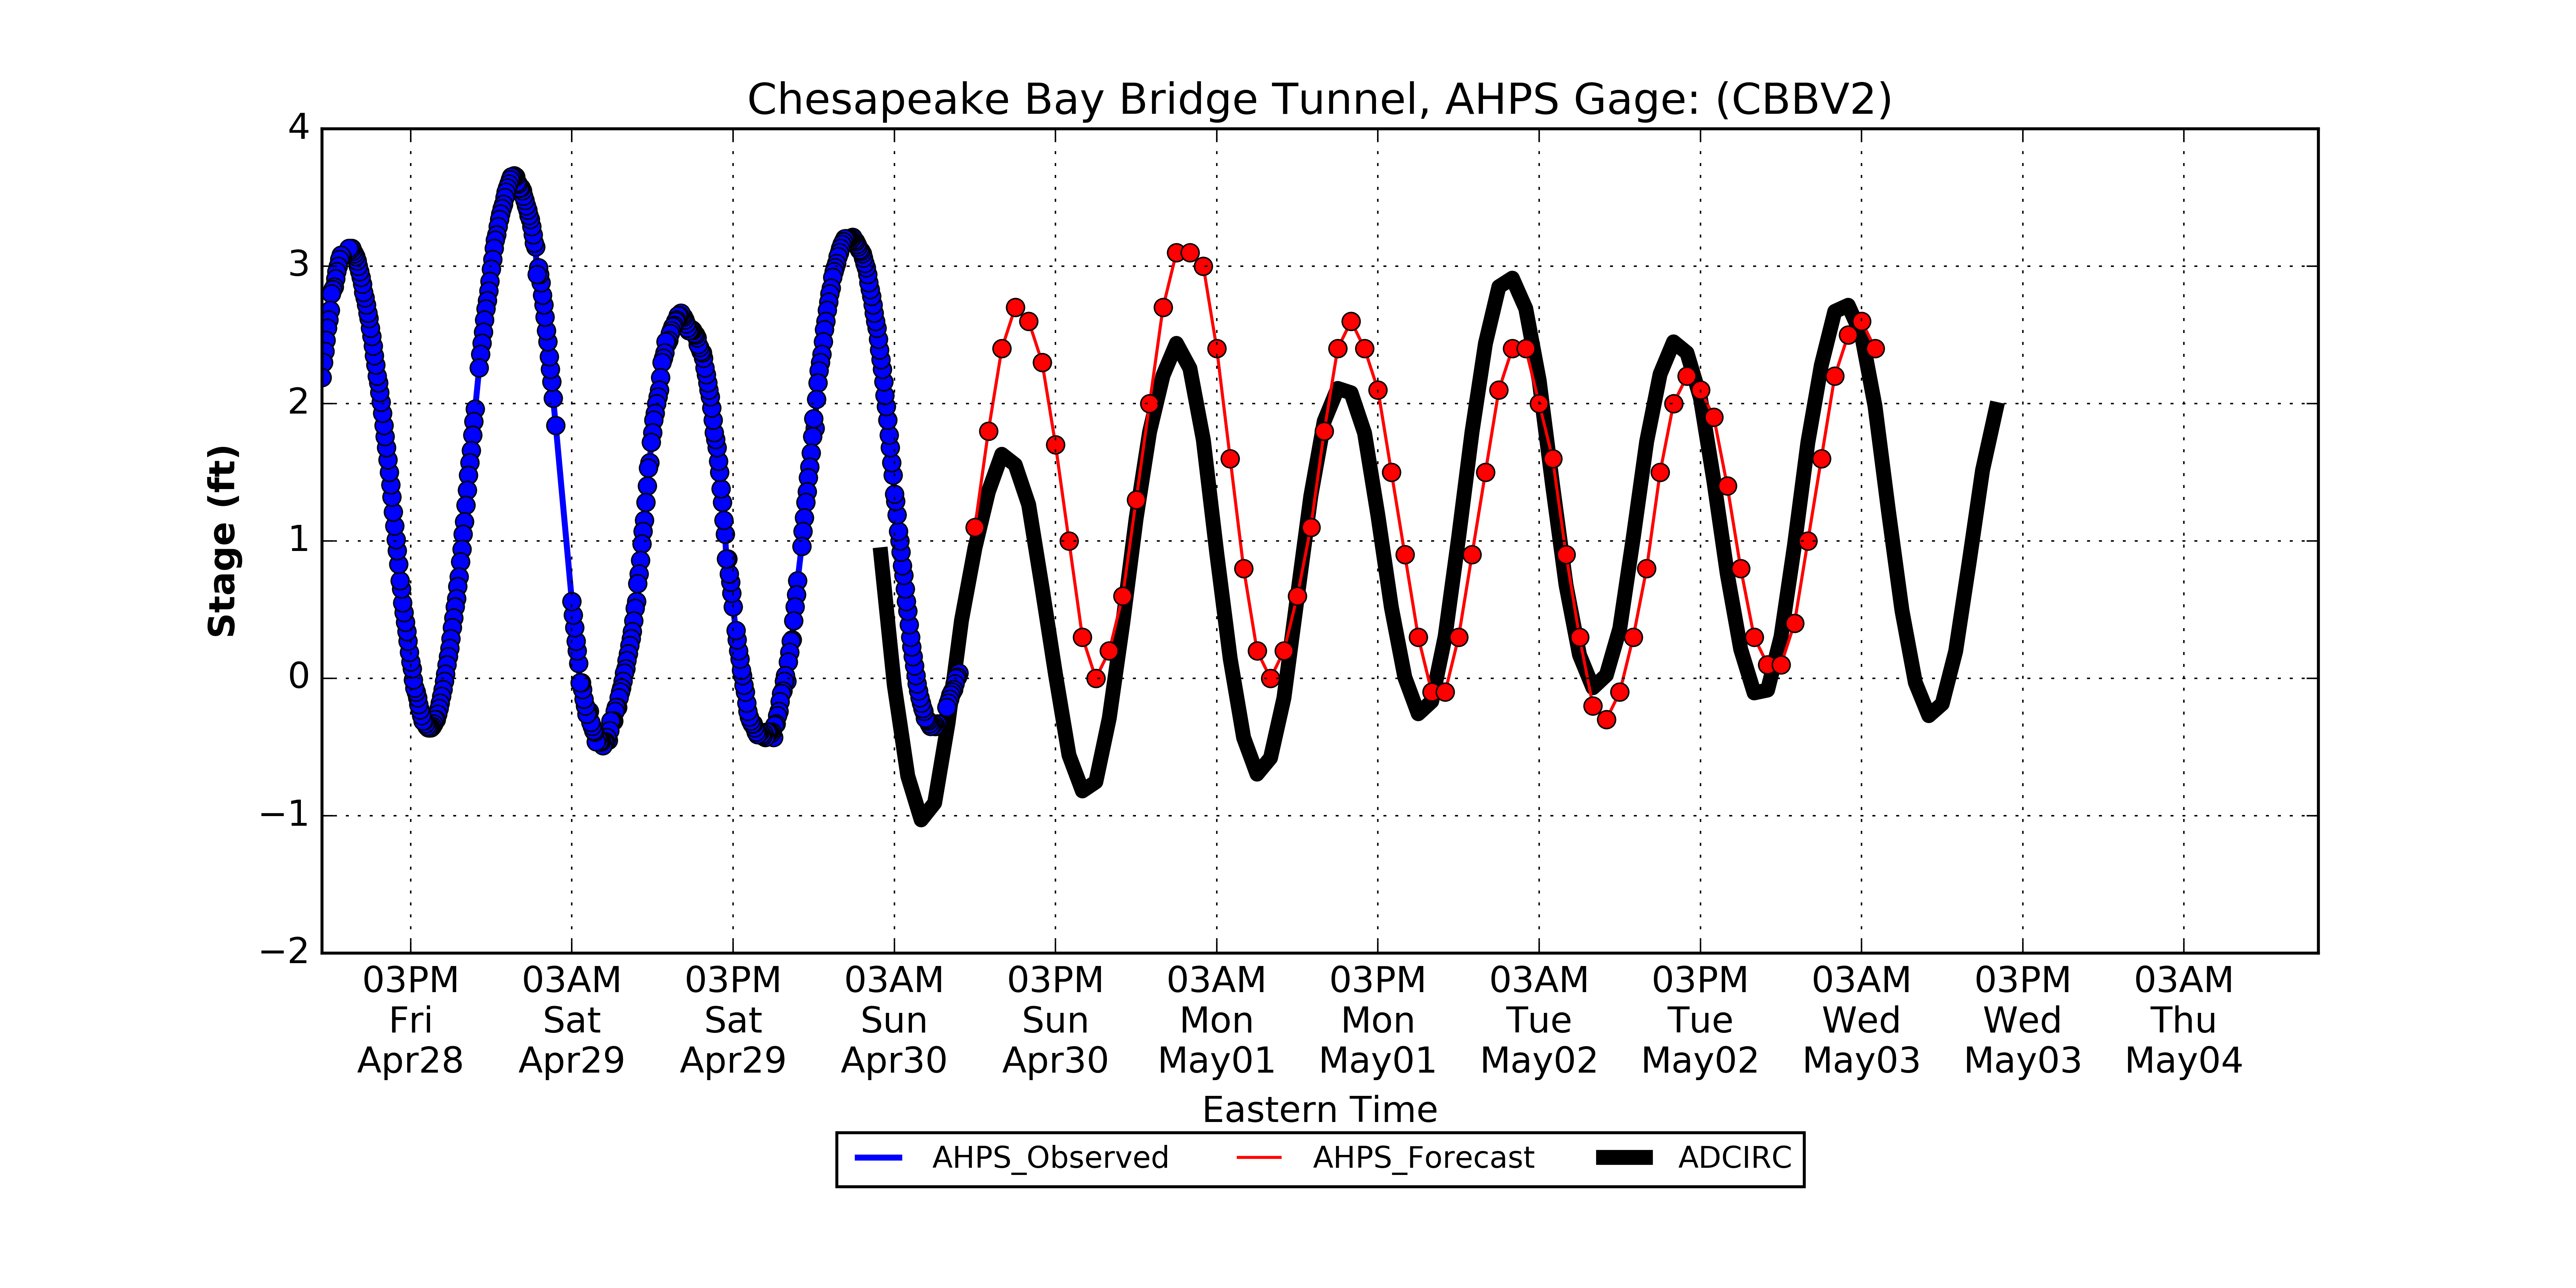 Chesapeake Bay Bridge Tunnel, AHPS Gage: (CBBV2)
4
3
2
1
0
−1
−2
Stage (ft)
03PM 03AM 03PM 03AM 03PM 03AM 03PM 03AM 03PM 03AM 03PM 03AM
Fri Sat Sat Sun Sun Mon Mon Tue Tue Wed Wed Thu
Apr28 Apr29 Apr29 Apr30 Apr30 May01 May01 May02 May02 May03 May03 May04
Eastern Time
AHPS_Observed AHPS_Forecast ADCIRC